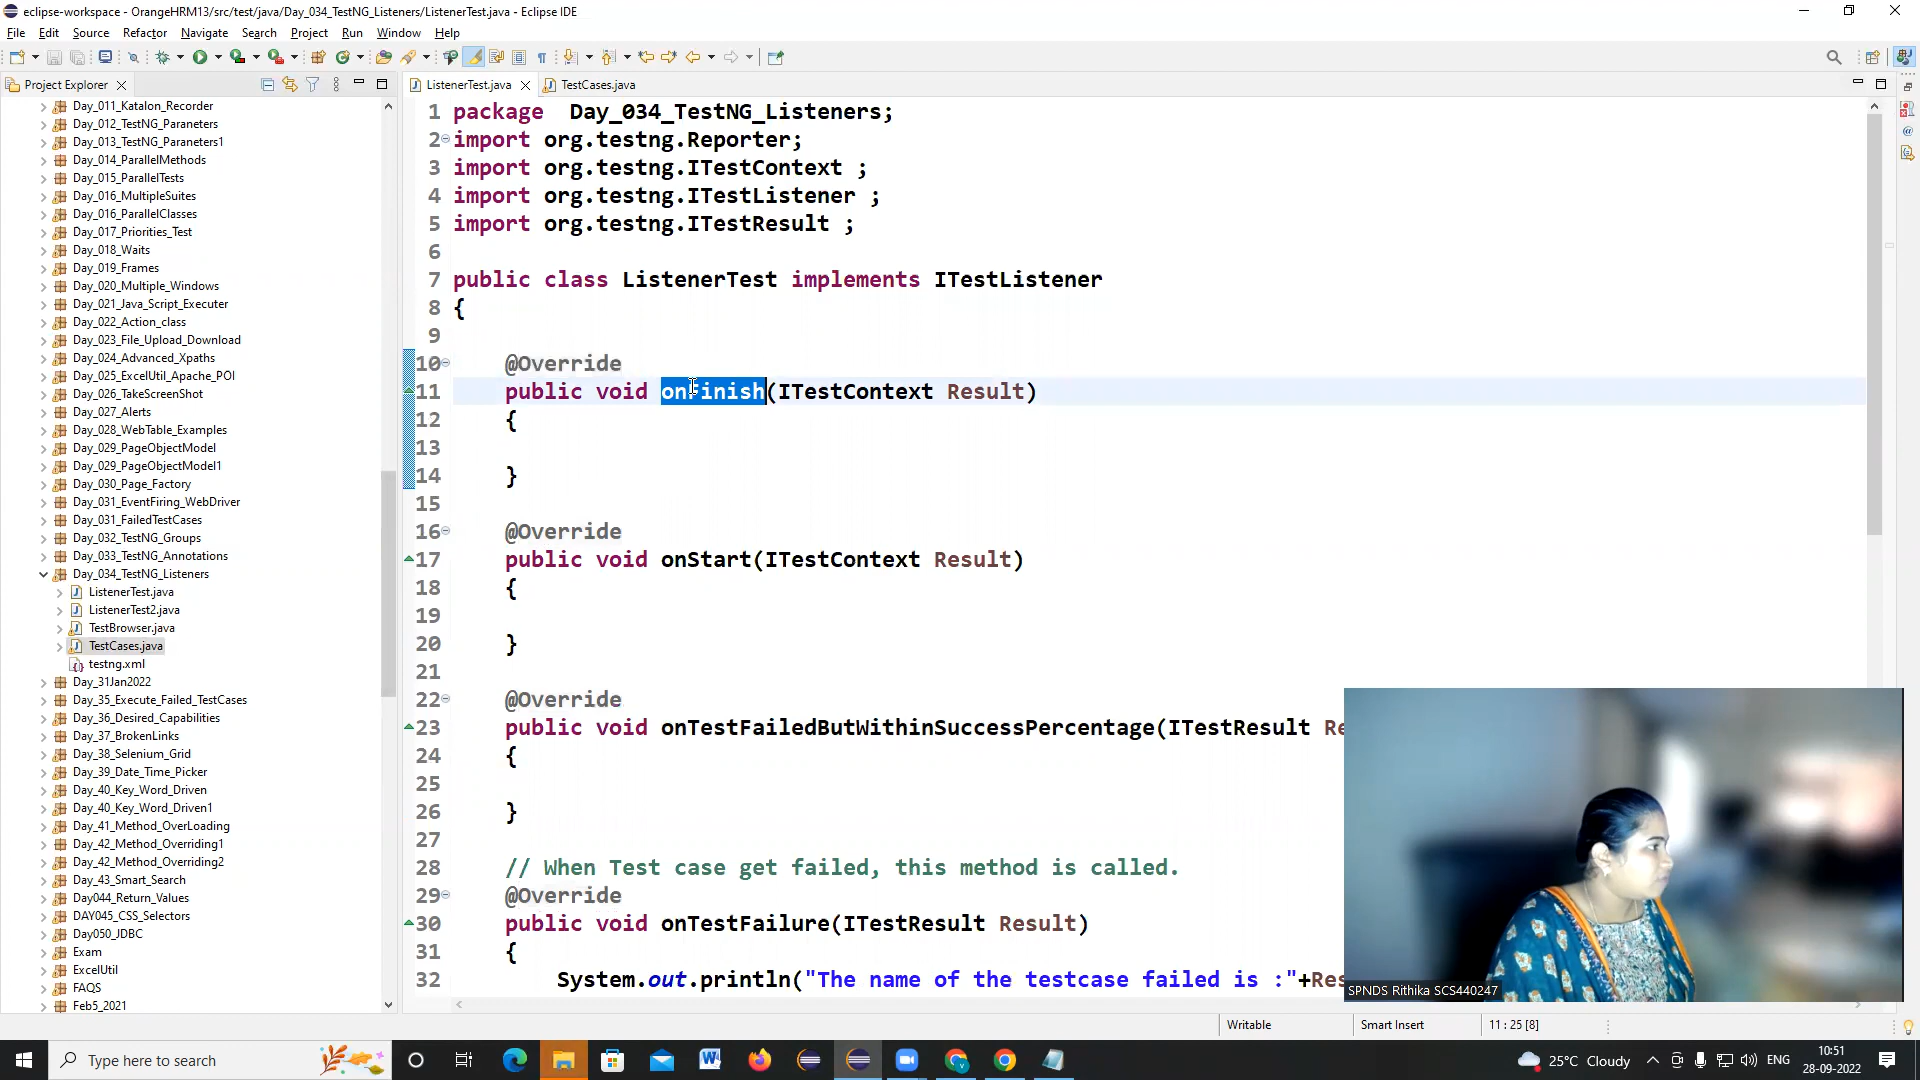 eclipse-workspace - OrangeHRM13/src/test/java/Day_034_TestNG_Listeners/ListenerTest.java - Eclipse IDE
File Edit Source Refactor Navigate Search Project Run Window Help
Project Explorer
ListenerTest.java
TestCases.java
Day_011_Katalon_Recorder
Day_012_TestNG_Paraneters
Day_013_TestNG_Paraneters1
Day_014_ParallelMethods
Day_015_ParallelTests
Day_016_MultipleSuites
Day_016_ParallelClasses
Day_017_Priorities_Test
Day_018_Waits
Day_019_Frames
Day_020_Multiple_Windows
Day_021_Java_Script_Executer
Day_022_Action_class
Day_023_File_Upload_Download
Day_024_Advanced_Xpaths
Day_025_ExcelUtil_Apache_POI
Day_026_TakeScreenShot
Day_027_Alerts
Day_028_WebTable_Examples
Day_029_PageObjectModel
Day_029_PageObjectModel1
Day_030_Page_Factory
Day_031_EventFiring_WebDriver
Day_031_FailedTestCases
Day_032_TestNG_Groups
Day_033_TestNG_Annotations
Day_034_TestNG_Listeners
ListenerTest.java
ListenerTest2.java
TestBrowser.java
TestCases.java
testng.xml
Day_31Jan2022
Day_35_Execute_Failed_TestCases
Day_36_Desired_Capabilities
Day_37_BrokenLinks
Day_38_Selenium_Grid
Day_39_Date_Time_Picker
Day_40_Key_Word_Driven
Day_40_Key_Word_Driven1
Day_41_Method_OverLoading
Day_42_Method_Overriding1
Day_42_Method_Overriding2
Day_43_Smart_Search
Day044_Return_Values
DAY045_CSS_Selectors
Day050_JDBC
Exam
ExcelUtil
FAQS
Feb5_2021
1 package Day_034_TestNG_Listeners;
2 import org.testng.Reporter;
3 import org.testng.ITestContext ;
4 import org.testng.ITestListener ;
5 import org.testng.ITestResult ;
6
7 public class ListenerTest implements ITestListener
8 {
9
10 @Override
11 public void onFinish(ITestContext Result)
12 {
13
14 }
15
16 @Override
17 public void onStart(ITestContext Result)
18 {
19
20 }
21
22 @Override
23 public void onTestFailedButWithinSuccessPercentage(ITestResult Re
24 {
25
26 }
27
28 // When Test case get failed, this method is called.
29 @Override
30 public void onTestFailure(ITestResult Result)
31 {
32 System.out.println("The name of the testcase failed is :"+Res
SPNDS Rithika SCS440247
Writable
Smart Insert
11 : 25 [8]
Type here to search
25°C Cloudy
ENG
10:51
28-09-2022